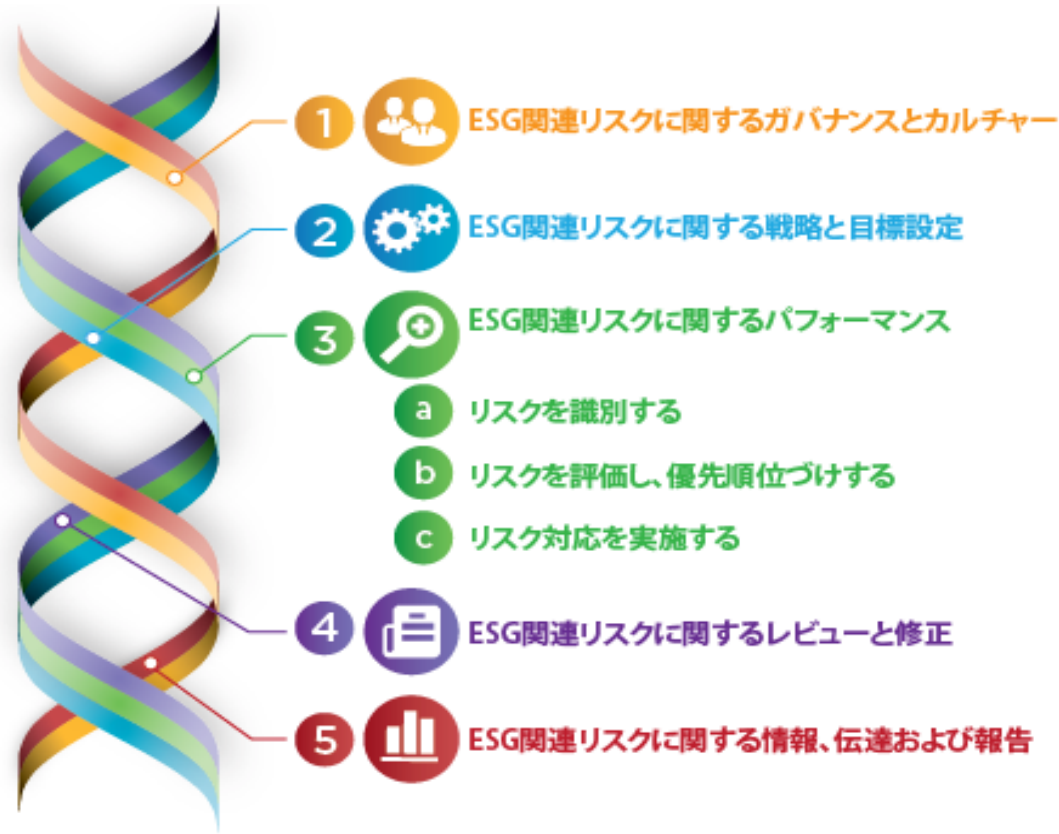 1 ESG関連リスクに関するガバナンスとカルチャー
2 ESG関連リスクに関する戦略と目標設定
3 ESG関連リスクに関するパフォーマンス
a リスクを識別する
b リスクを評価し、優先順位づけする
c リスク対応を実施する
4 ESG関連リスクに関するレビューと修正
5 ESG関連リスクに関する情報、伝達および報告